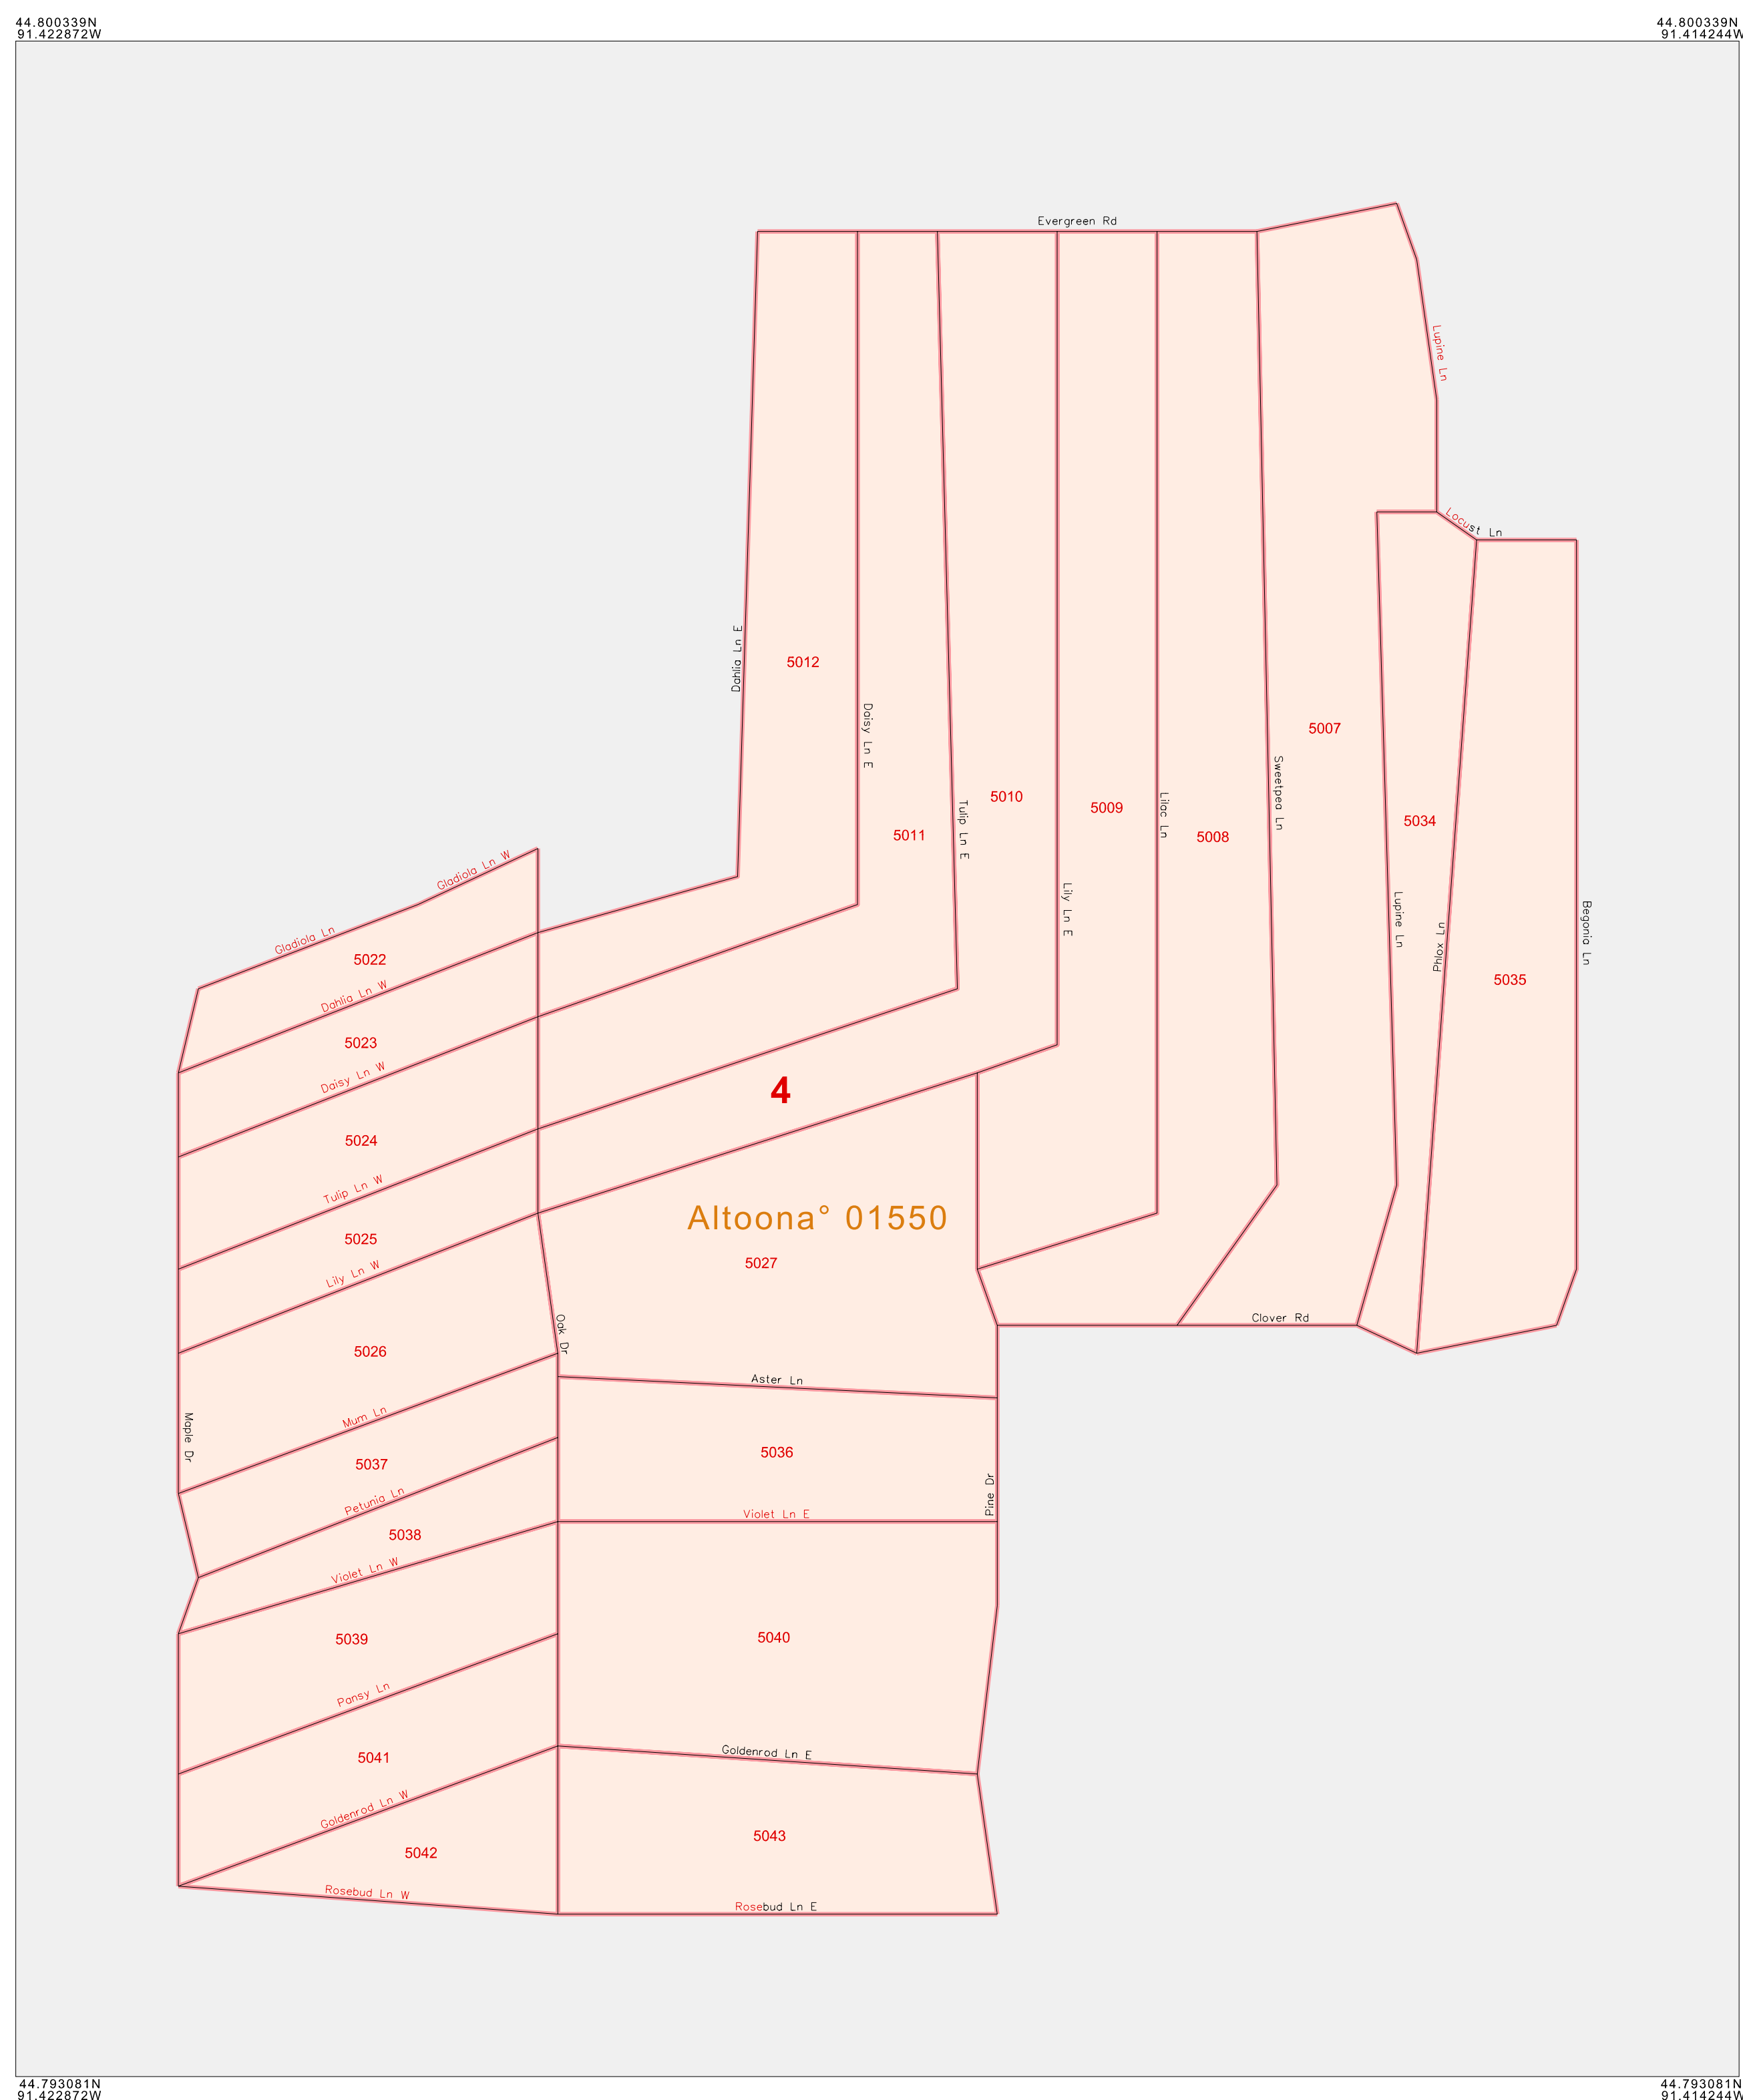 44.800339N
91.422872W
44.800339N
91.414244W
Evergreen Rd
Lupine Ln
Locust Ln
Dahlia Ln E
5012
Daisy Ln E
5007
Sweetpea Ln
5010
5009
Lilac Ln
Tulip Ln E
5011
5008
5034
Gladiola Ln W
Lily Ln E
Lupine Ln
Phlox Ln
Begonia Ln
Gladiola Ln
5022
5035
Dahlia Ln W
5023
Daisy Ln W
4
5024
Tulip Ln W
Altoona° 01550
5025
5027
Lily Ln W
Clover Rd
Oak Dr
5026
Aster Ln
Mum Ln
Maple Dr
5036
5037
Pine Dr
Petunia Ln
Violet Ln E
5038
Violet Ln W
5039
5040
Pansy Ln
5041
Goldenrod Ln E
Goldenrod Ln W
5043
5042
Rosebud Ln W
Rosebud Ln E
44.793081N
91.422872W
44.793081N
91.414244W